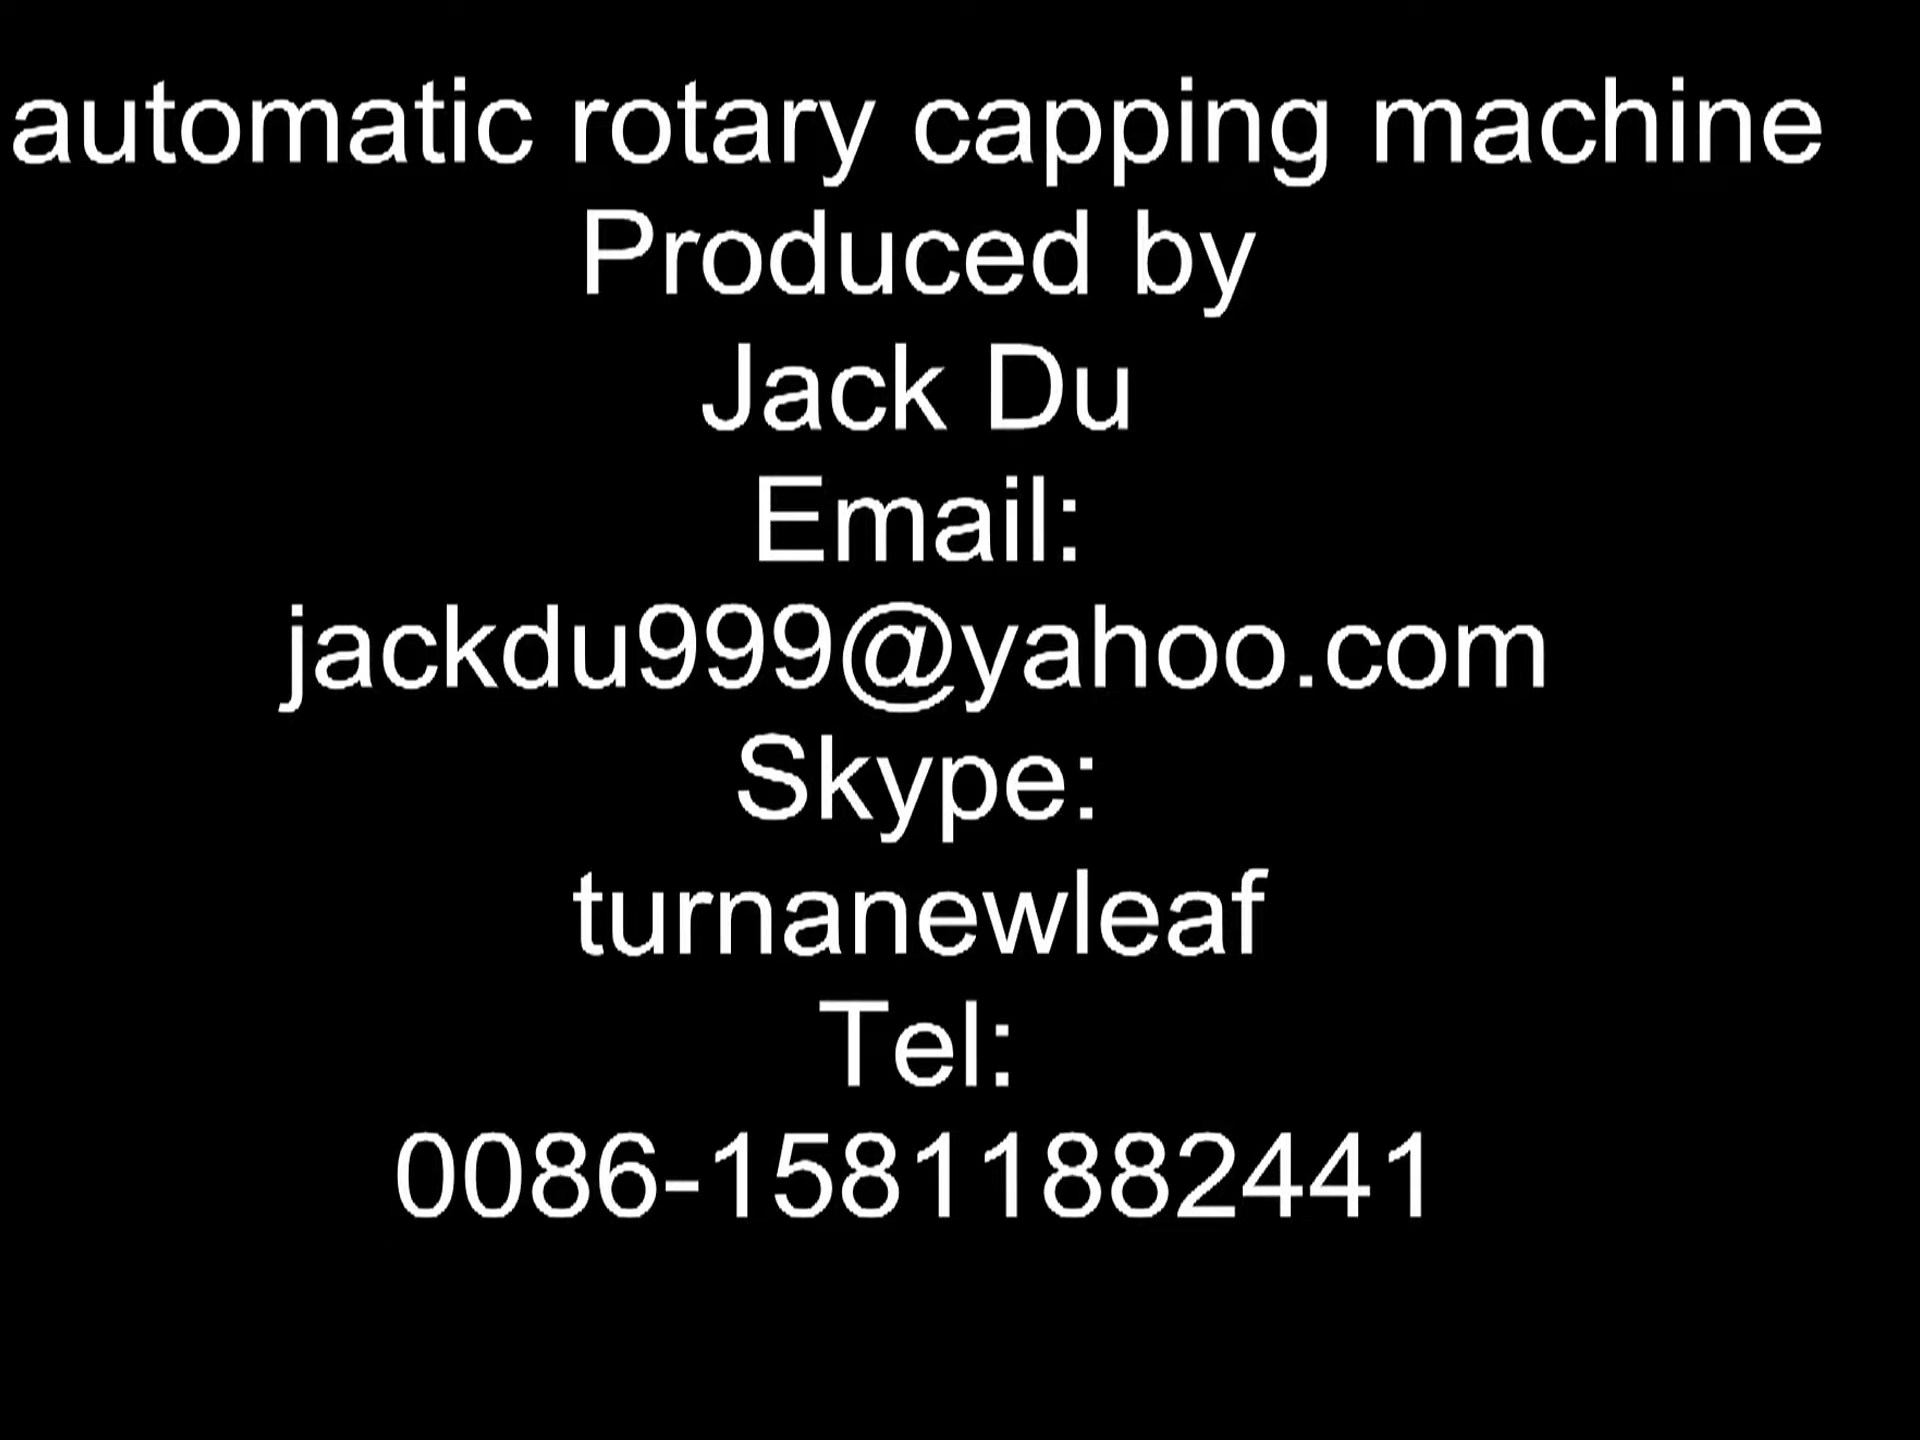 automatic rotary capping machine
Produced by
Jack Du
Email:
jackdu999@yahoo.com
Skype:
turnanewleaf
Tel:
0086-15811882441